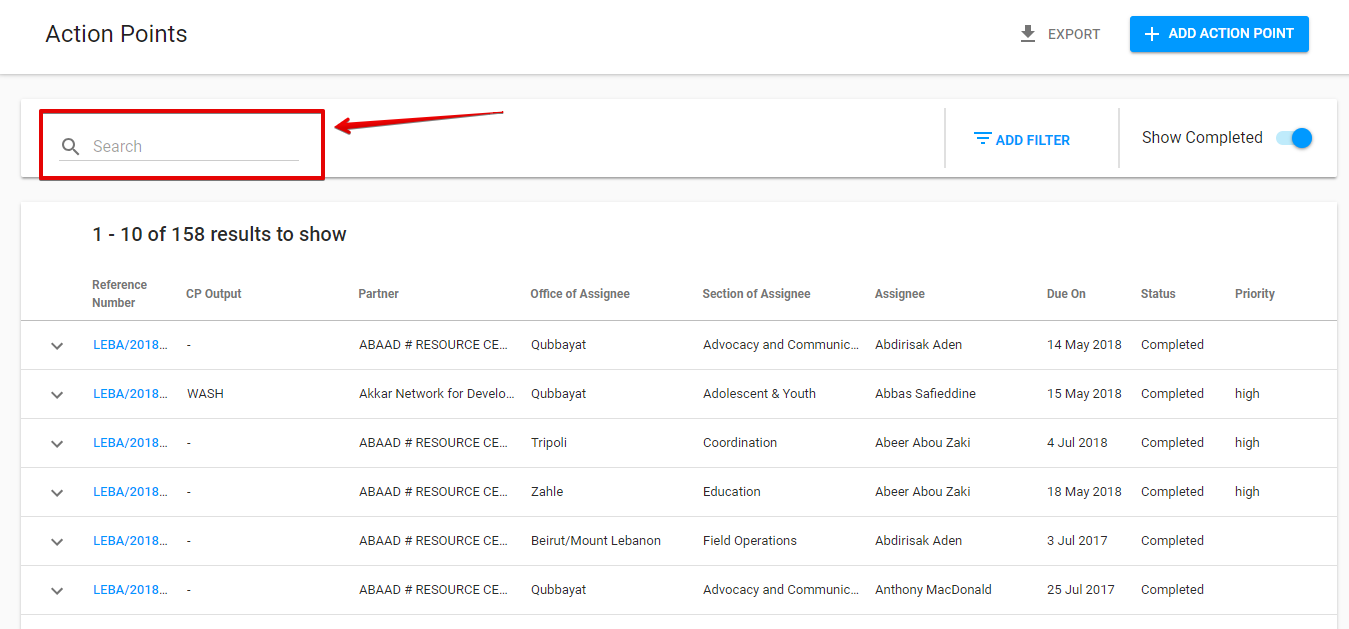 Action Points
EXPORT
ADD ACTION POINT
Search
ADD FILTER
Show Completed
1 - 10 of 158 results to show
Reference Number CP Output Partner Office of Assignee Section of Assignee Assignee Due On Status Priority
LEBA/2018... - ABAAD # RESOURCE CE... Qubbayat Advocacy and Communic... Abdirisak Aden 14 May 2018 Completed
LEBA/2018... WASH Akkar Network for Develo... Qubbayat Adolescent & Youth Abbas Safieddine 15 May 2018 Completed high
LEBA/2018... - ABAAD # RESOURCE CE... Tripoli Coordination Abeer Abou Zaki 4 Jul 2018 Completed high
LEBA/2018... - ABAAD # RESOURCE CE... Zahle Education Abeer Abou Zaki 18 May 2018 Completed high
LEBA/2018... - ABAAD # RESOURCE CE... Beirut/Mount Lebanon Field Operations Abdirisak Aden 3 Jul 2017 Completed
LEBA/2018... - ABAAD # RESOURCE CE... Qubbayat Advocacy and Communic... Anthony MacDonald 25 Jul 2017 Completed